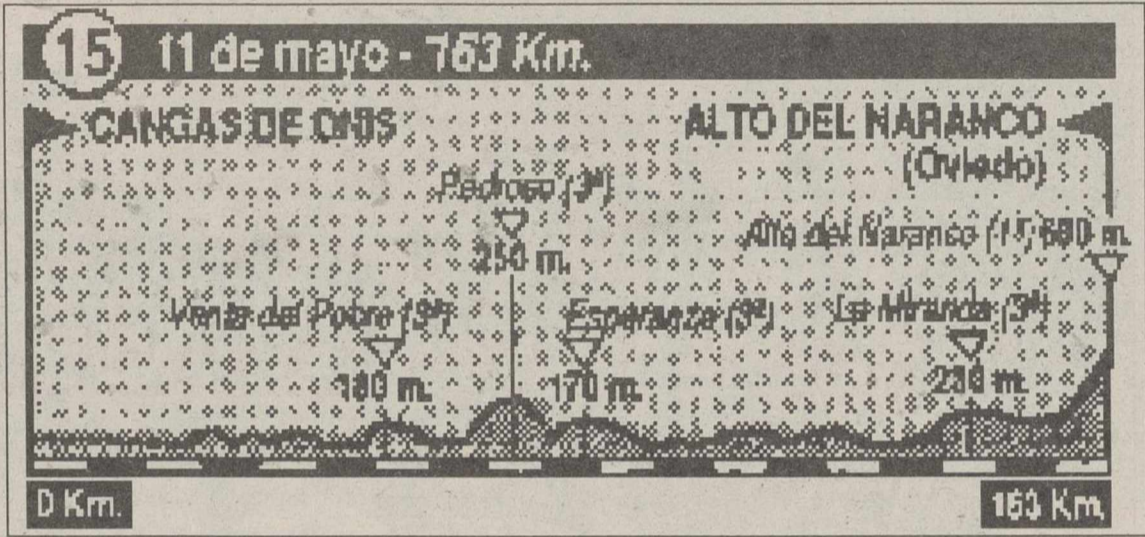 15 11 de mayo - 163 Km.
CANGAS DE ONIS
ALTO DEL NARANCO
(Oviedo)
Pedroso (3ª)
250 m.
Alto del Naranco (1ª) 630 m.
Venta del Pobre (3ª)
180 m.
Esperanza (3ª)
170 m.
La Miranda (3ª)
230 m.
0 Km.
163 Km.